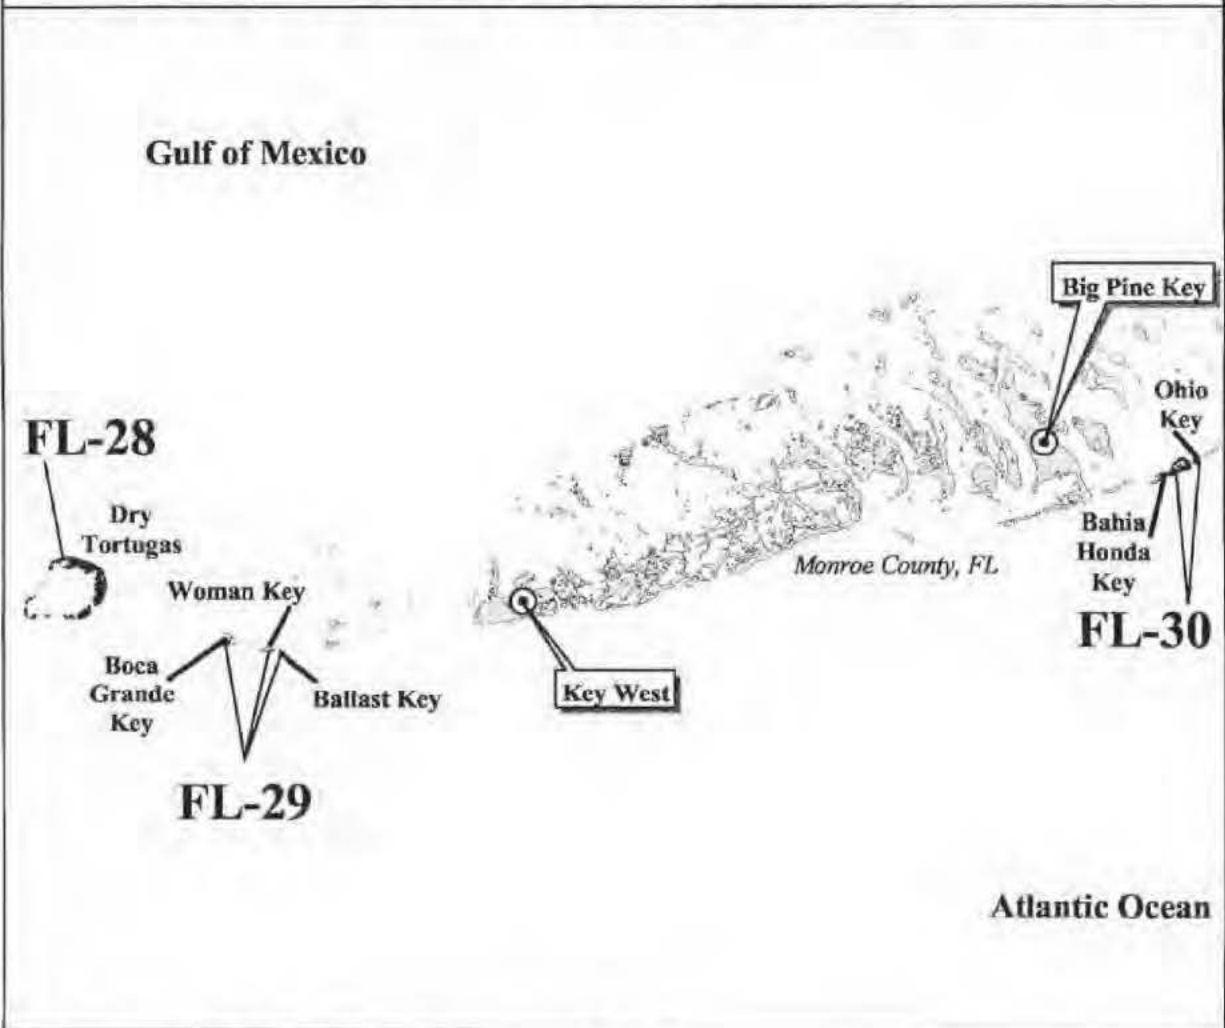 Gulf of Mexico
Big Pine Key
Ohio
Key
FL-28
Dry
Tortugas
Woman Key
Bahia
Honda
Key
Monroe County, FL
FL-30
Boca
Grande
Key
Ballast Key
Key West
FL-29
Atlantic Ocean